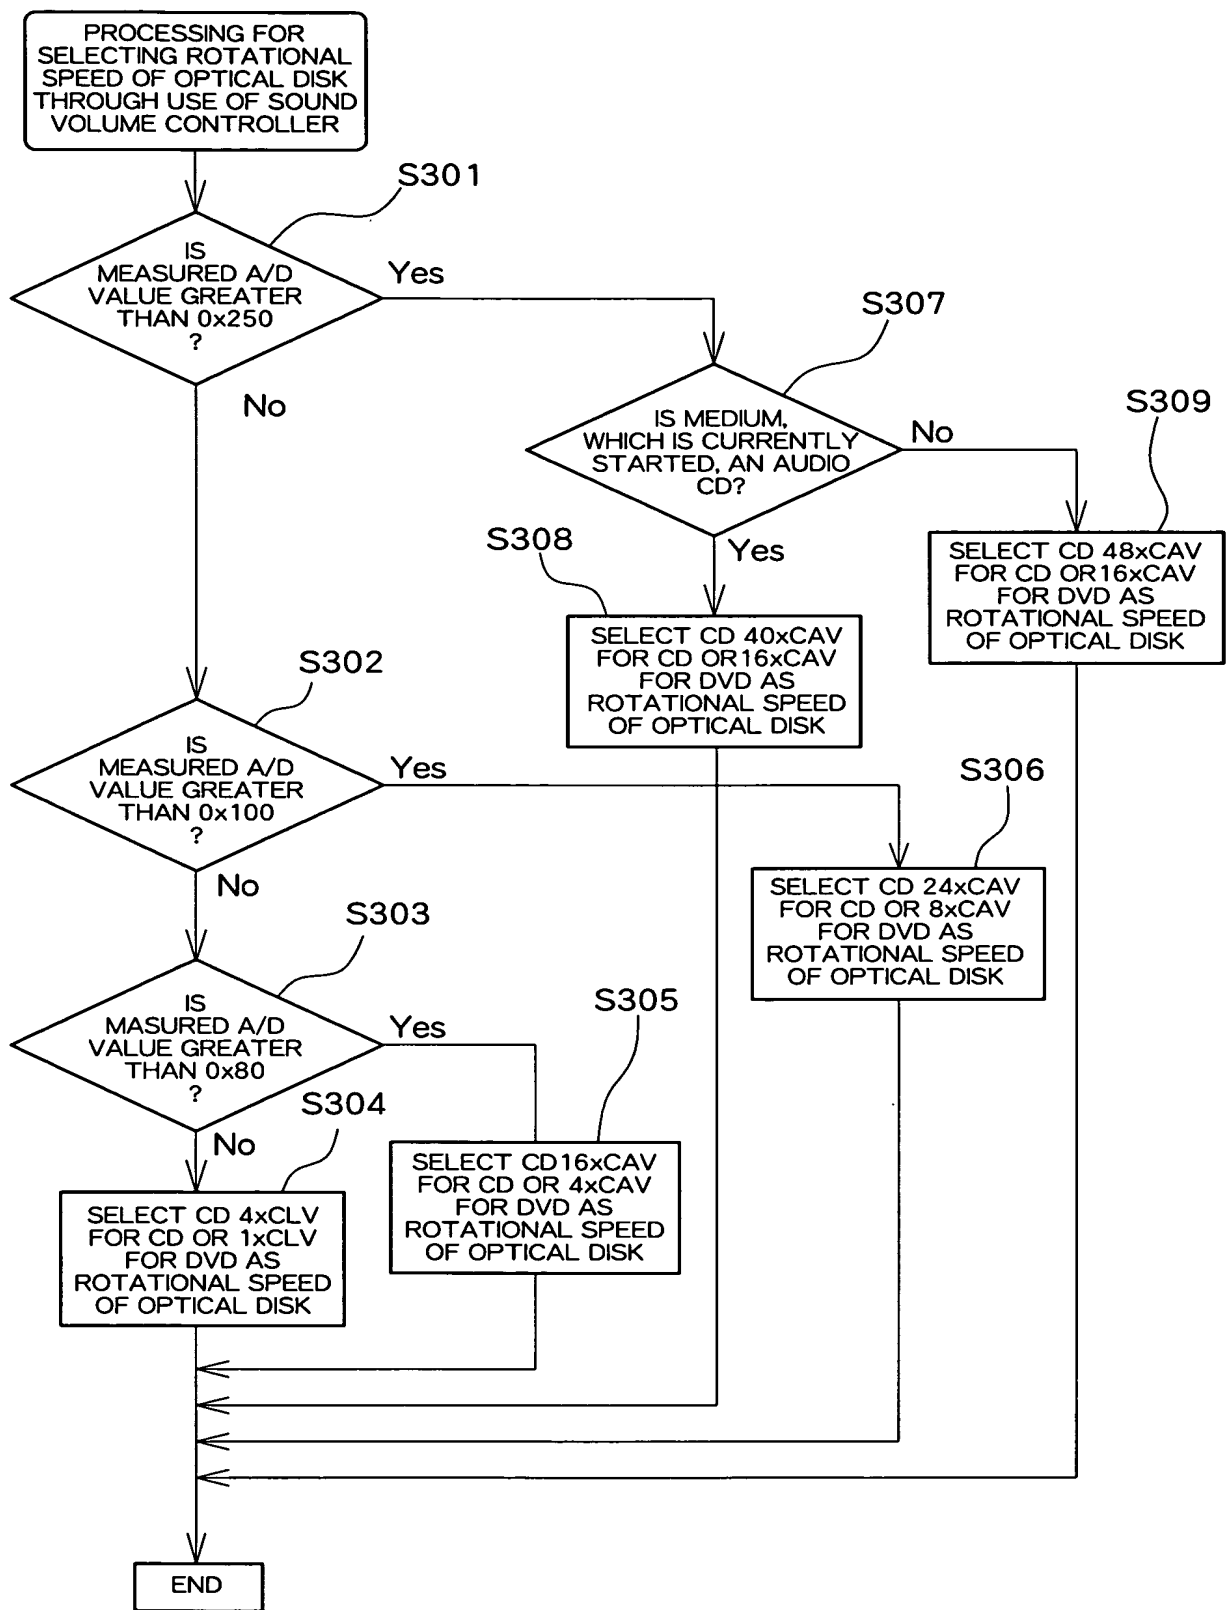 PROCESSING FOR
SELECTING ROTATIONAL
SPEED OF OPTICAL DISK
THROUGH USE OF SOUND
VOLUME CONTROLLER
S301
IS
MEASURED A/D
VALUE GREATER
THAN 0x250
?
Yes
No
S307
IS MEDIUM,
WHICH IS CURRENTLY
STARTED, AN AUDIO
CD?
No
Yes
S309
SELECT CD 48xCAV
FOR CD OR16xCAV
FOR DVD AS
ROTATIONAL SPEED
OF OPTICAL DISK
S308
SELECT CD 40xCAV
FOR CD OR16xCAV
FOR DVD AS
ROTATIONAL SPEED
OF OPTICAL DISK
S302
IS
MEASURED A/D
VALUE GREATER
THAN 0x100
?
Yes
No
S306
SELECT CD 24xCAV
FOR CD OR 8xCAV
FOR DVD AS
ROTATIONAL SPEED
OF OPTICAL DISK
S303
IS
MASURED A/D
VALUE GREATER
THAN 0x80
?
Yes
No
S305
SELECT CD16xCAV
FOR CD OR 4xCAV
FOR DVD AS
ROTATIONAL SPEED
OF OPTICAL DISK
S304
SELECT CD 4xCLV
FOR CD OR 1xCLV
FOR DVD AS
ROTATIONAL SPEED
OF OPTICAL DISK
END